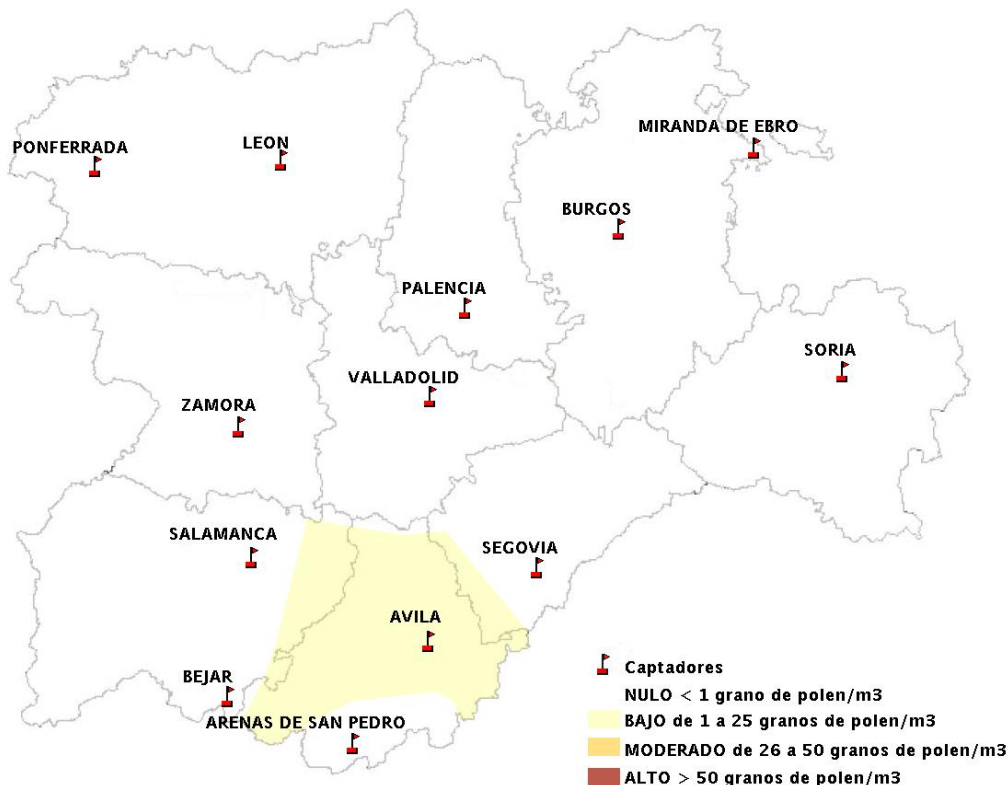 MIRANDA DE EBRO
PONFERRADA
LEON
BURGOS
PALENCIA
SORIA
VALLADOLID
ZAMORA
SALAMANCA
SEGOVIA
AVILA
BEJAR
ARENAS DE SAN PEDRO
Captadores
NULO < 1 grano de polen/m3
BAJO de 1 a 25 granos de polen/m3
MODERADO de 26 a 50 granos de polen/m3
ALTO > 50 granos de polen/m3